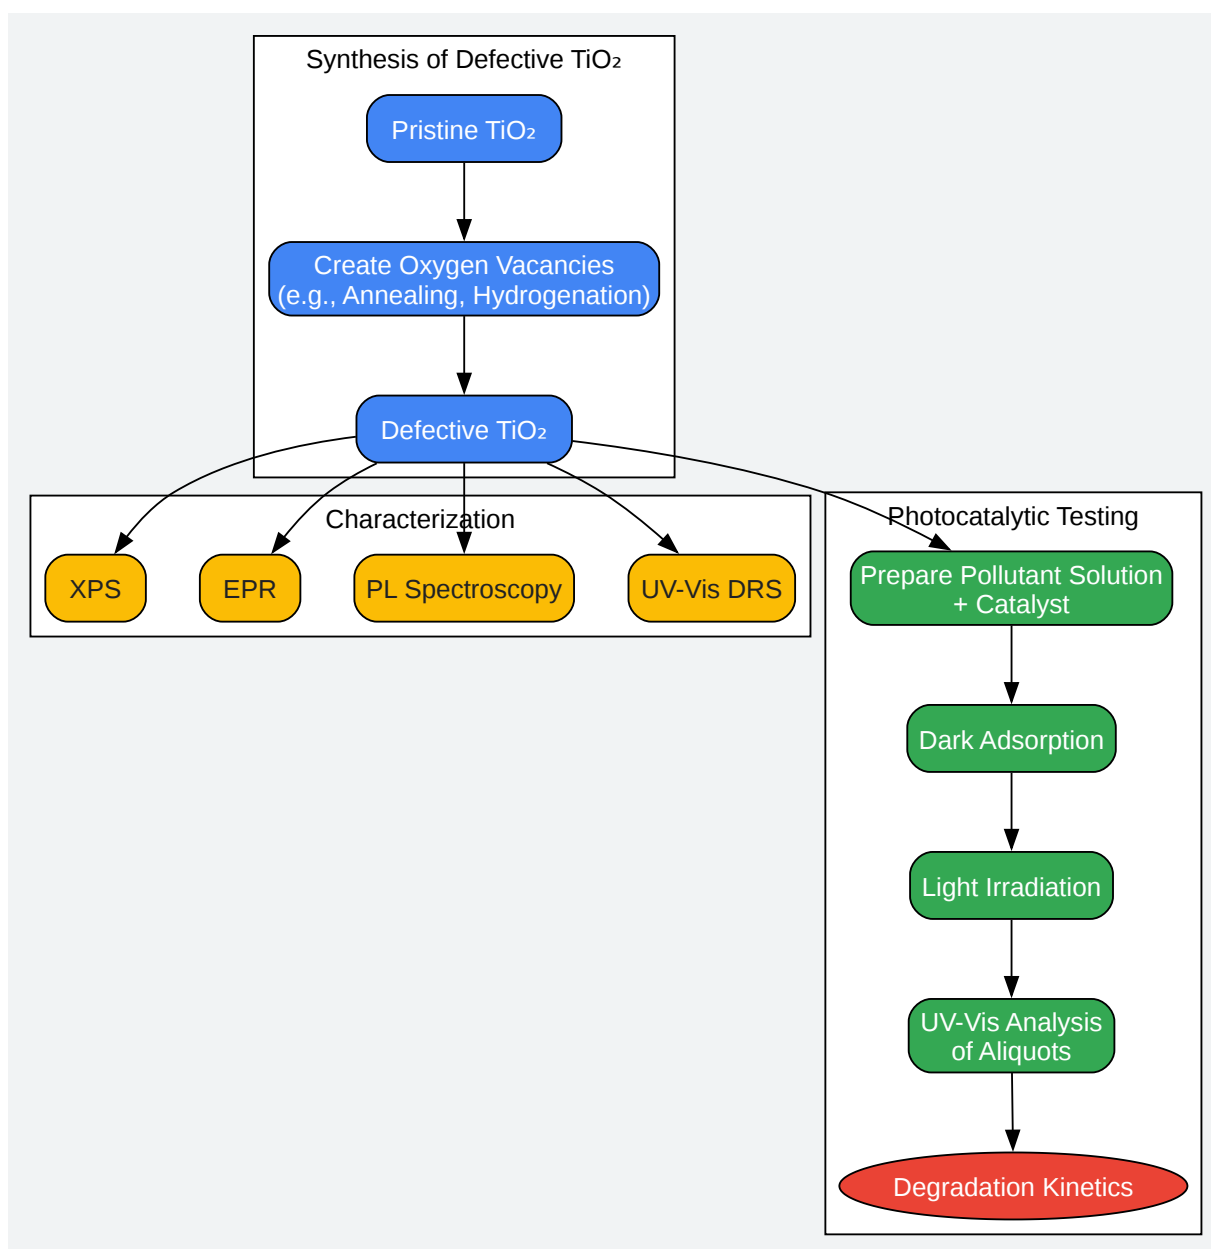 Synthesis of Defective TiO₂
Pristine TiO₂
Create Oxygen Vacancies
(e.g., Annealing, Hydrogenation)
Defective TiO₂
Characterization
XPS
EPR
PL Spectroscopy
UV-Vis DRS
Photocatalytic Testing
Prepare Pollutant Solution
+ Catalyst
Dark Adsorption
Light Irradiation
UV-Vis Analysis
of Aliquots
Degradation Kinetics